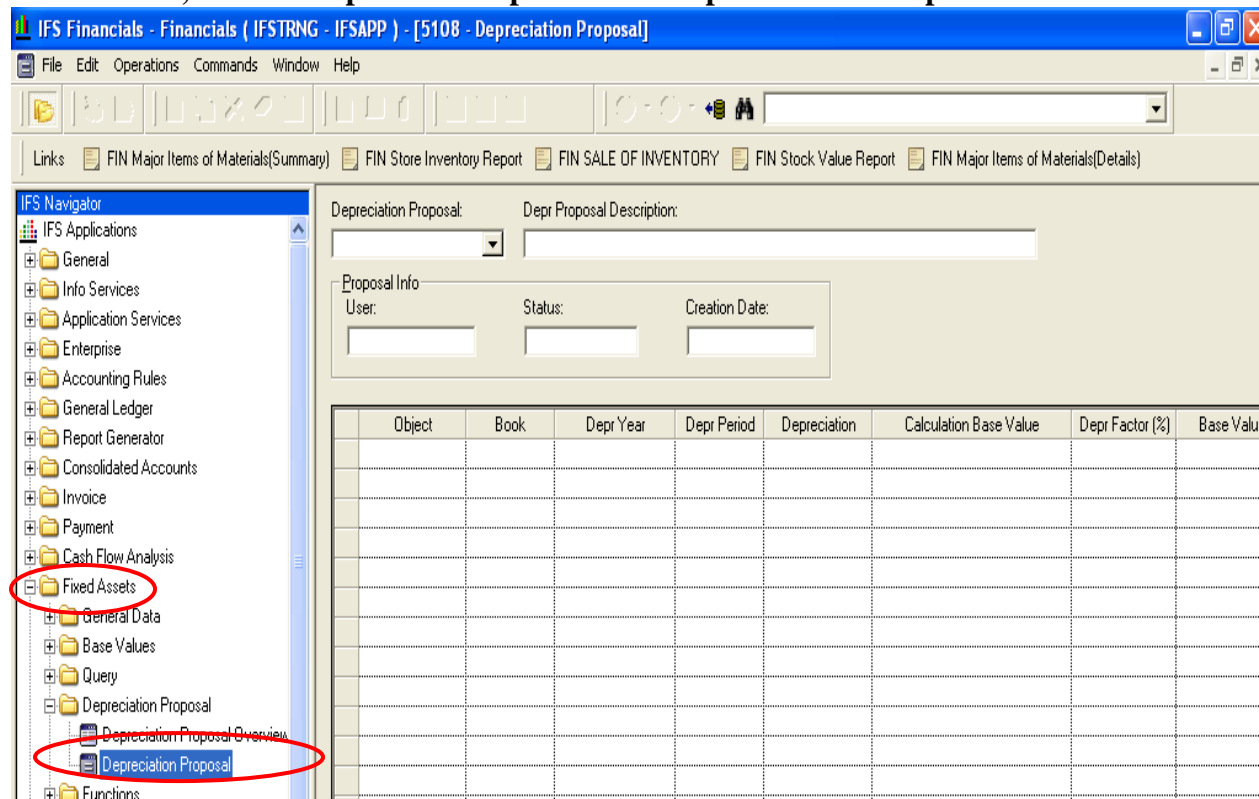 IFS Financials - Financials ( IFSTRNG - IFSAPP ) - [5108 - Depreciation Proposal]
File Edit Operations Commands Window Help
Links FIN Major Items of Materials(Summary) FIN Store Inventory Report FIN SALE OF INVENTORY FIN Stock Value Report FIN Major Items of Materials(Details)
IFS Navigator
IFS Applications
General
Info Services
Application Services
Enterprise
Accounting Rules
General Ledger
Report Generator
Consolidated Accounts
Invoice
Payment
Cash Flow Analysis
Fixed Assets
General Data
Base Values
Query
Depreciation Proposal
Depreciation Proposal Overview
Depreciation Proposal
Functions
Depreciation Proposal: Depr Proposal Description:
Proposal Info
User: Status: Creation Date:
Object Book Depr Year Depr Period Depreciation Calculation Base Value Depr Factor (%) Base Valu